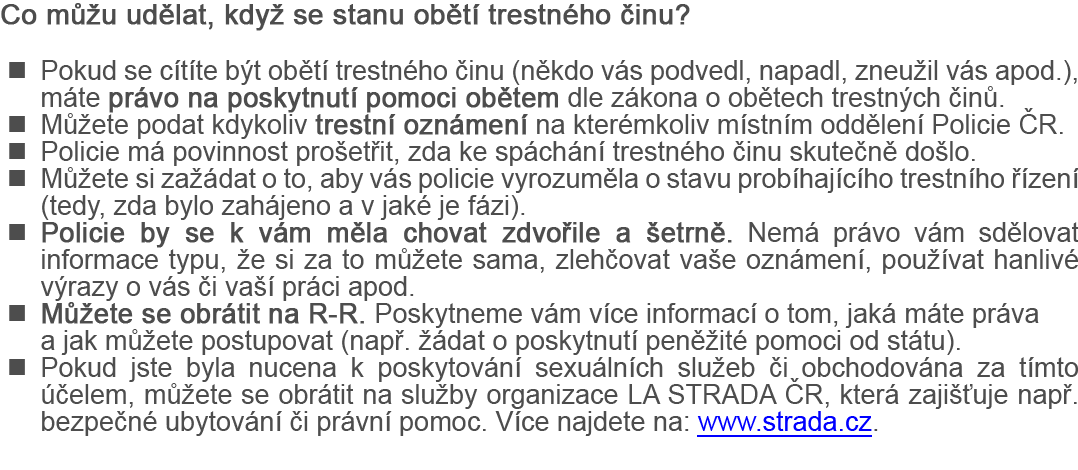 Co můžu udělat, když se stanu obětí trestného činu?
■ Pokud se cítíte být obětí trestného činu (někdo vás podvedl, napadl, zneužil vás apod.),
máte právo na poskytnutí pomoci obětem dle zákona o obětech trestných činů.
■ Můžete podat kdykoliv trestní oznámení na kterémkoliv místním oddělení Policie ČR.
■ Policie má povinnost prošetřit, zda ke spáchání trestného činu skutečně došlo.
■ Můžete si zažádat o to, aby vás policie vyrozuměla o stavu probíhajícího trestního řízení
(tedy, zda bylo zahájeno a v jaké je fázi).
■ Policie by se k vám měla chovat zdvořile a šetrně. Nemá právo vám sdělovat
informace typu, že si za to můžete sama, zlehčovat vaše oznámení, používat hanlivé
výrazy o vás či vaší práci apod.
■ Můžete se obrátit na R-R. Poskytneme vám více informací o tom, jaká máte práva
a jak můžete postupovat (např. žádat o poskytnutí peněžité pomoci od státu).
■ Pokud jste byla nucena k poskytování sexuálních služeb či obchodována za tímto
účelem, můžete se obrátit na služby organizace LA STRADA ČR, která zajišťuje např.
bezpečné ubytování či právní pomoc. Více najdete na: www.strada.cz.